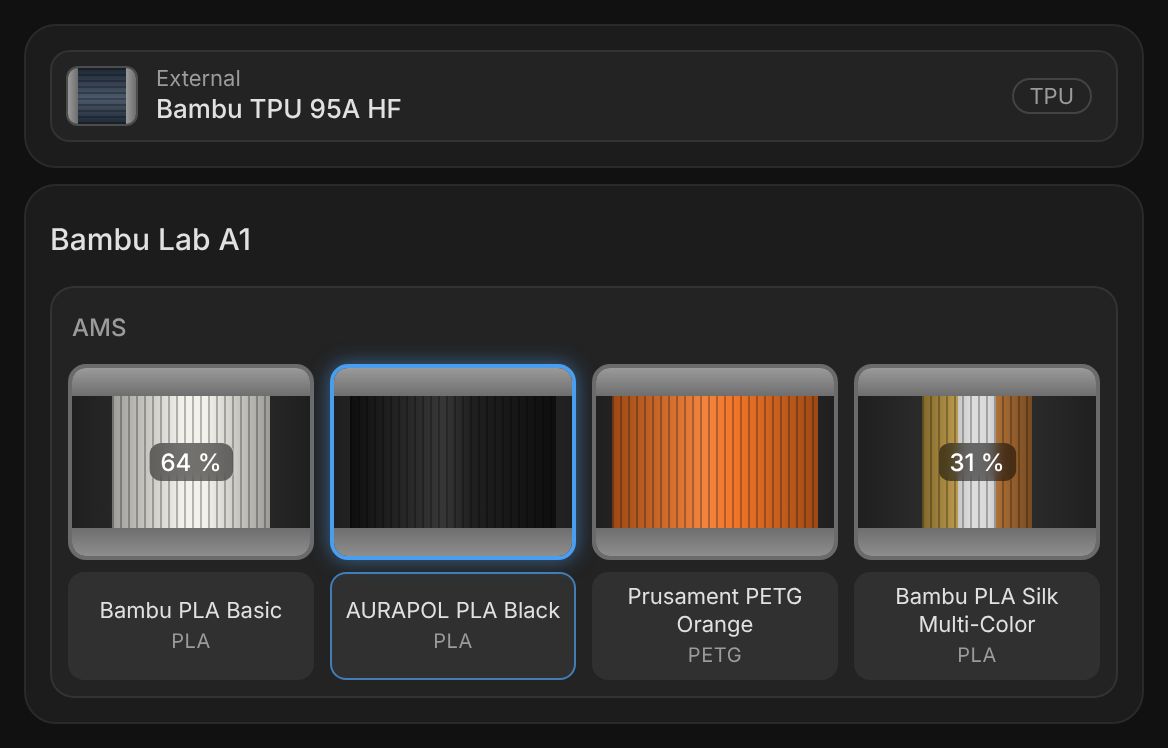 External
Bambu TPU 95A HF
TPU
Bambu Lab A1
AMS
64 %
31 %
Bambu PLA Basic
PLA
AURAPOL PLA Black
PLA
Prusament PETG
Orange
PETG
Bambu PLA Silk
Multi-Color
PLA